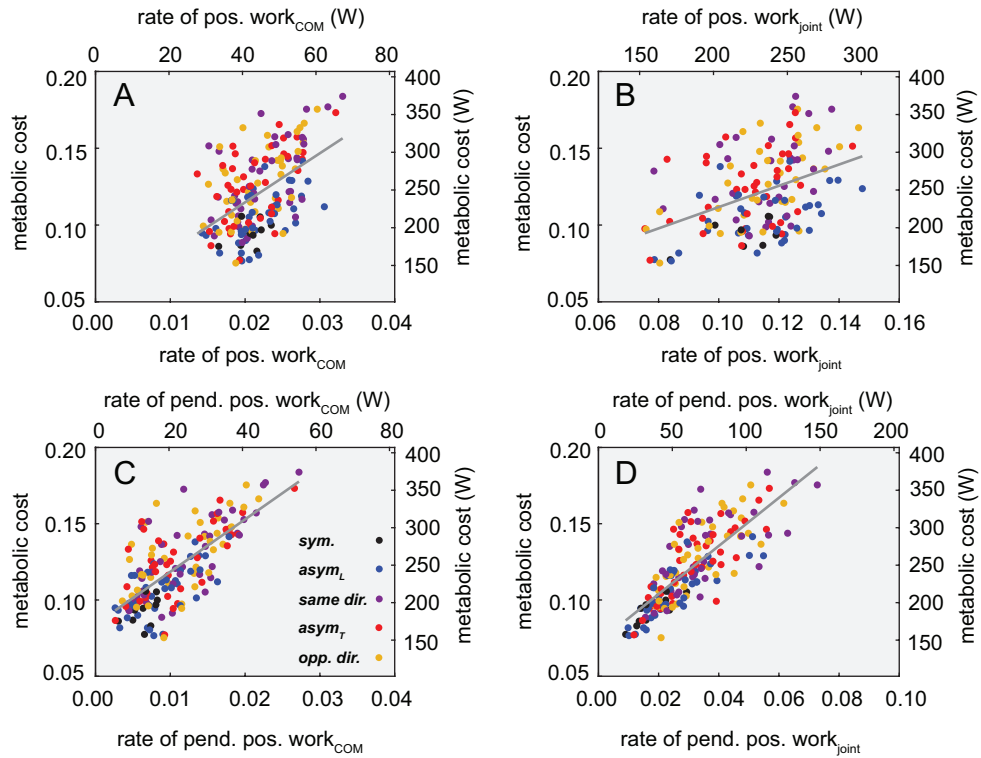 rate of pos. work_COM (W)
0 20 40 60 80
A
metabolic cost
0.20
0.15
0.10
0.05
metabolic cost (W)
400
350
300
250
200
150
0.00 0.01 0.02 0.03 0.04
rate of pos. work_COM
rate of pos. work_joint (W)
150 200 250 300
B
metabolic cost
0.20
0.15
0.10
0.05
metabolic cost (W)
400
350
300
250
200
150
0.06 0.08 0.10 0.12 0.14 0.16
rate of pos. work_joint
rate of pend. pos. work_COM (W)
0 20 40 60 80
C
metabolic cost
0.20
0.15
0.10
0.05
metabolic cost (W)
400
350
300
250
200
150
sym.
asym_L
same dir.
asym_T
opp. dir.
0.00 0.01 0.02 0.03 0.04
rate of pend. pos. work_COM
rate of pend. pos. work_joint (W)
0 50 100 150 200
D
metabolic cost
0.20
0.15
0.10
0.05
metabolic cost (W)
400
350
300
250
200
150
0.00 0.02 0.04 0.06 0.08 0.10
rate of pend. pos. work_joint